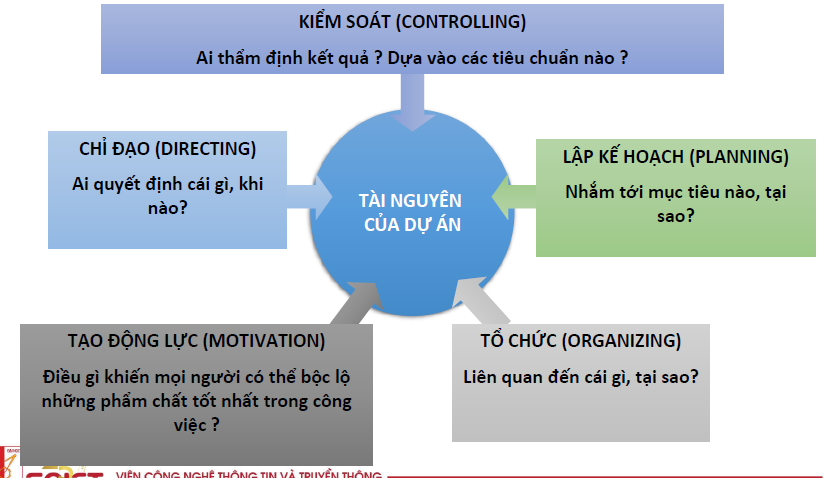 KIỂM SOÁT (CONTROLLING)
Ai thẩm định kết quả ? Dựa vào các tiêu chuẩn nào ?
CHỈ ĐẠO (DIRECTING)
Ai quyết định cái gì, khi
nào?
LẬP KẾ HOẠCH (PLANNING)
Nhắm tới mục tiêu nào, tại
sao?
TÀI NGUYÊN
CỦA DỰ ÁN
TẠO ĐỘNG LỰC (MOTIVATION)
Điều gì khiến mọi người có thể bộc lộ
những phẩm chất tốt nhất trong công
việc ?
TỔ CHỨC (ORGANIZING)
Liên quan đến cái gì, tại sao?
VIỆN CÔNG NGHỆ THÔNG TIN VÀ TRUYỀN THÔNG